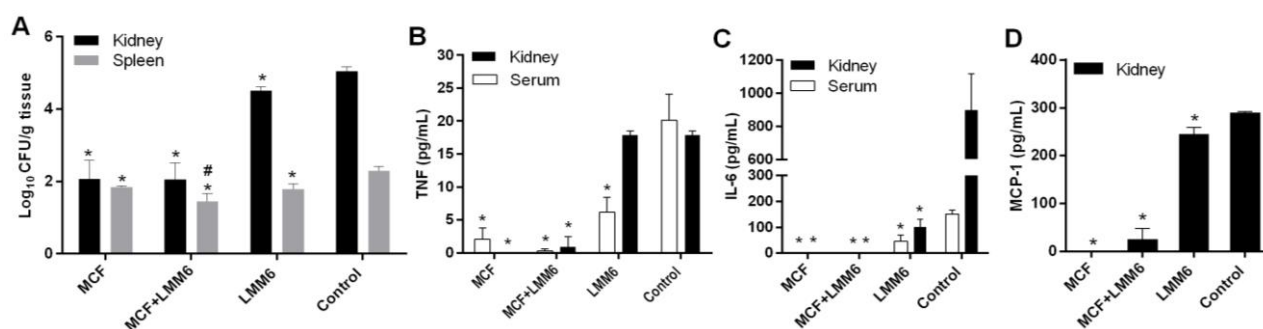 A
Log10 CFU/g tissue
6
4
2
0
Kidney
Spleen
*
*
*
#
*
*
*
MCF
MCF+LMM6
LMM6
Control
B
TNF (pg/mL)
30
25
20
15
10
5
0
Kidney
Serum
*
*
*
*
*
MCF
MCF+LMM6
LMM6
Control
C
IL-6 (pg/mL)
1200
1000
800
600
300
200
100
0
Kidney
Serum
* *
* *
*
*
MCF
MCF+LMM6
LMM6
Control
D
MCP-1 (pg/mL)
400
300
200
100
0
Kidney
*
*
*
MCF
MCF+LMM6
LMM6
Control